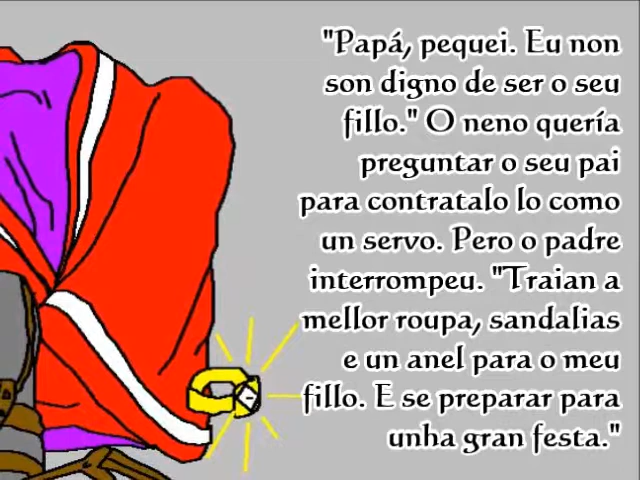 "Papá, pequei. Eu non
son digno de ser o seu
fillo." O neno quería
preguntar o seu pai
para contratalo lo como
un servo. Pero o padre
interrompeu. "Traian a
mellor roupa, sandalias
e un anel para o meu
fillo. E se preparar para
unha gran festa."